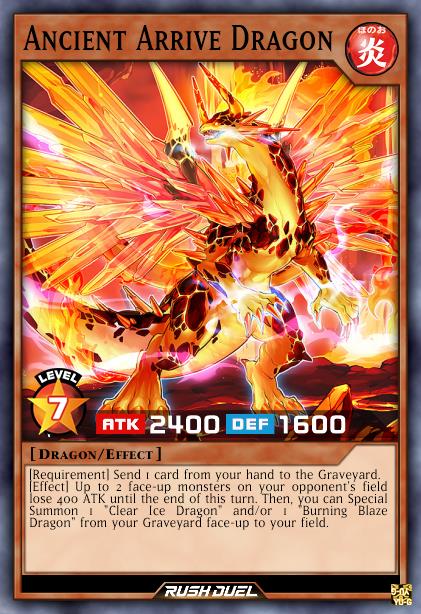 ANCIENT ARRIVE DRAGON
ほのお
炎
LEVEL
7
ATK 2400 DEF 1600
[DRAGON/EFFECT]
[Requirement] Send 1 card from your hand to the Graveyard.
[Effect] Up to 2 face-up monsters on your opponent's field
lose 400 ATK until the end of this turn. Then, you can Special
Summon 1 "Clear Ice Dragon" and/or 1 "Burning Blaze
Dragon" from your Graveyard face-up to your field.
RUSH DUEL